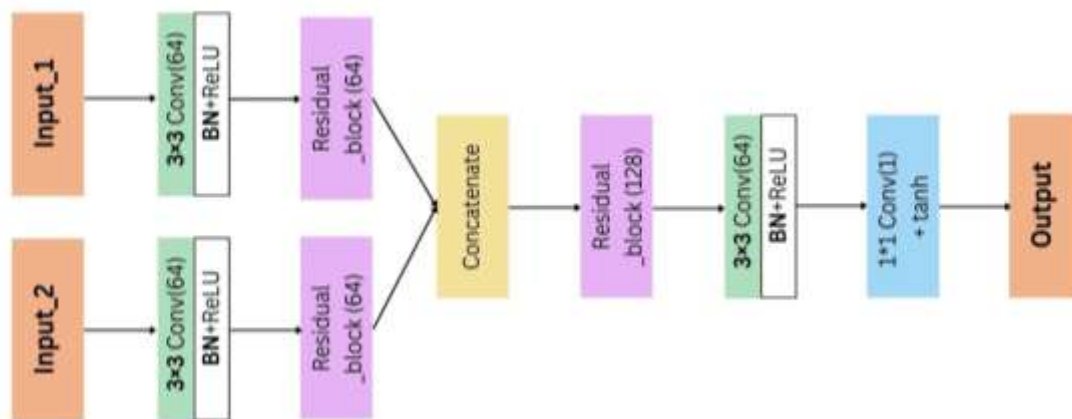 Input_1
3×3 Conv(64)
BN+ReLU
Residual
_block (64)
Input_2
3×3 Conv(64)
BN+ReLU
Residual
_block (64)
Concatenate
Residual
_block (128)
3×3 Conv(64)
BN+ReLU
1*1 Conv(1)
+ tanh
Output